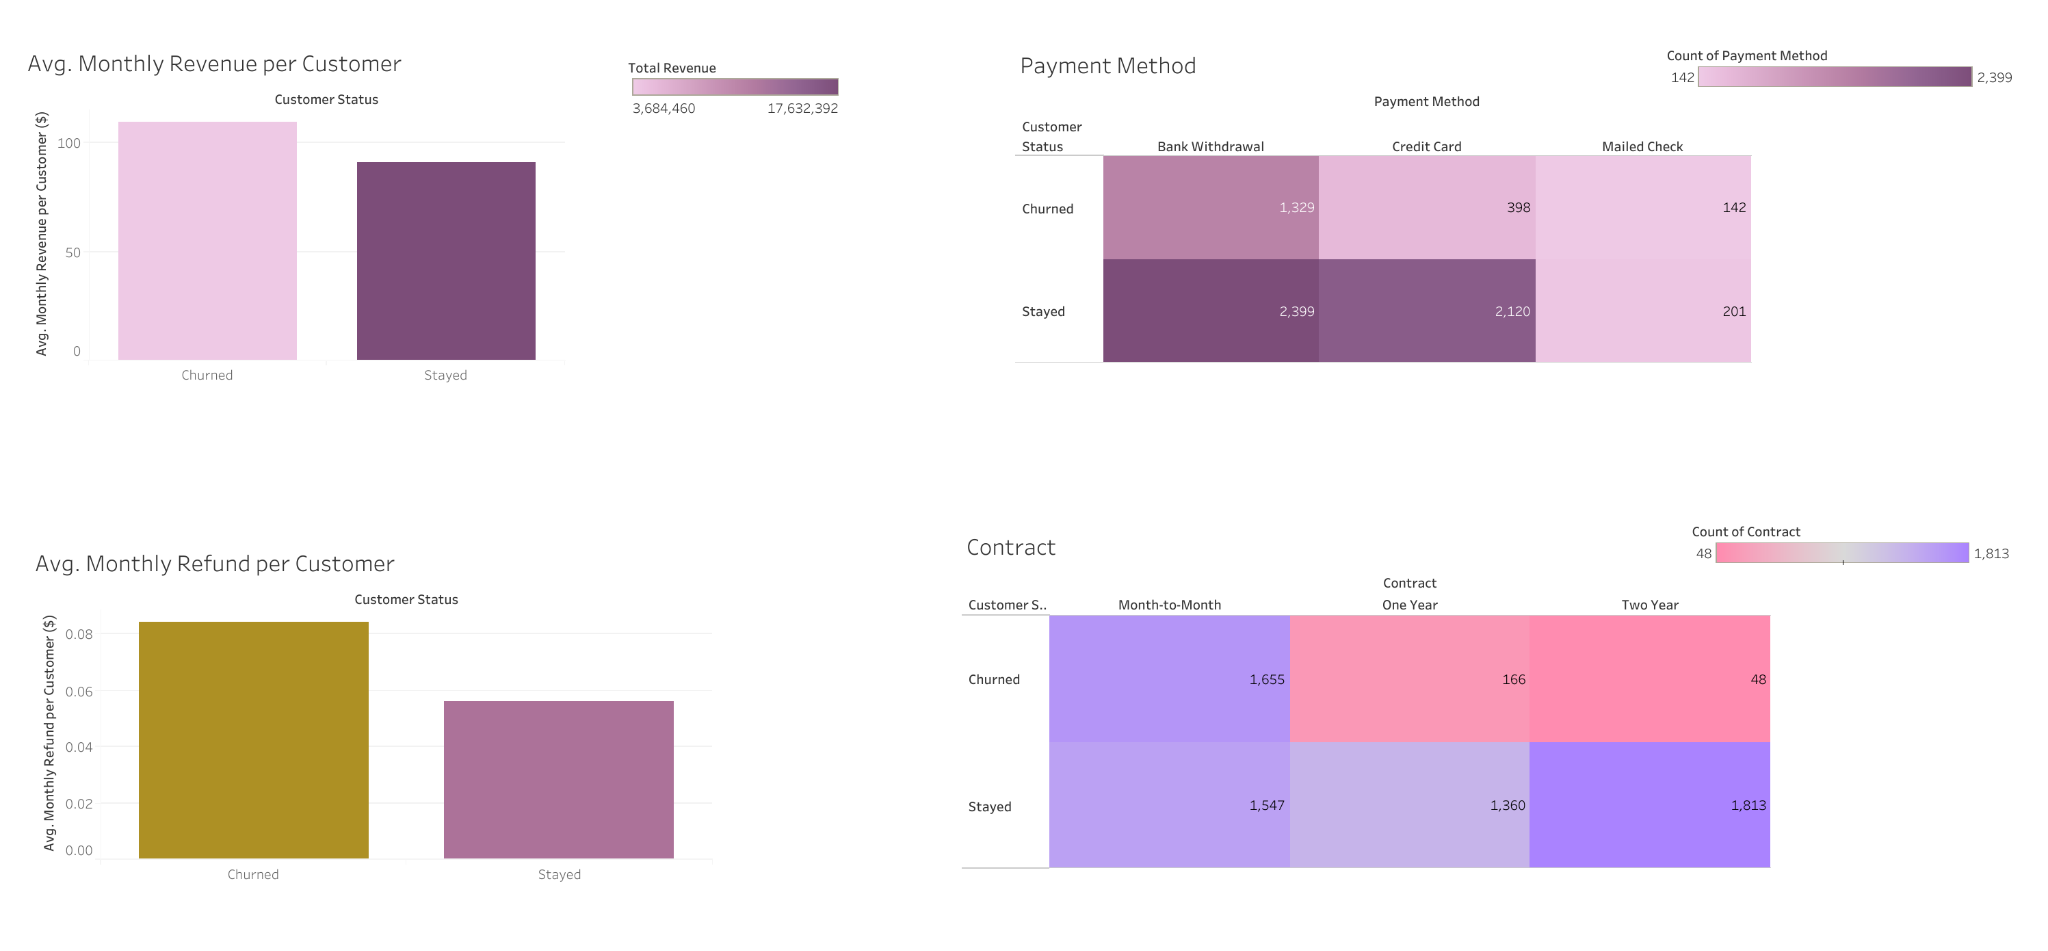 Avg. Monthly Revenue per Customer
Total Revenue
3,684,460 17,632,392
Customer Status
Avg. Monthly Revenue per Customer ($)
100
50
0
Churned Stayed
Payment Method
Count of Payment Method
142 2,399
Payment Method
Customer
Status Bank Withdrawal Credit Card Mailed Check
Churned 1,329 398 142
Stayed 2,399 2,120 201
Avg. Monthly Refund per Customer
Customer Status
Avg. Monthly Refund per Customer ($)
0.08
0.06
0.04
0.02
0.00
Churned Stayed
Contract
Count of Contract
48 1,813
Contract
Customer S.. Month-to-Month One Year Two Year
Churned 1,655 166 48
Stayed 1,547 1,360 1,813